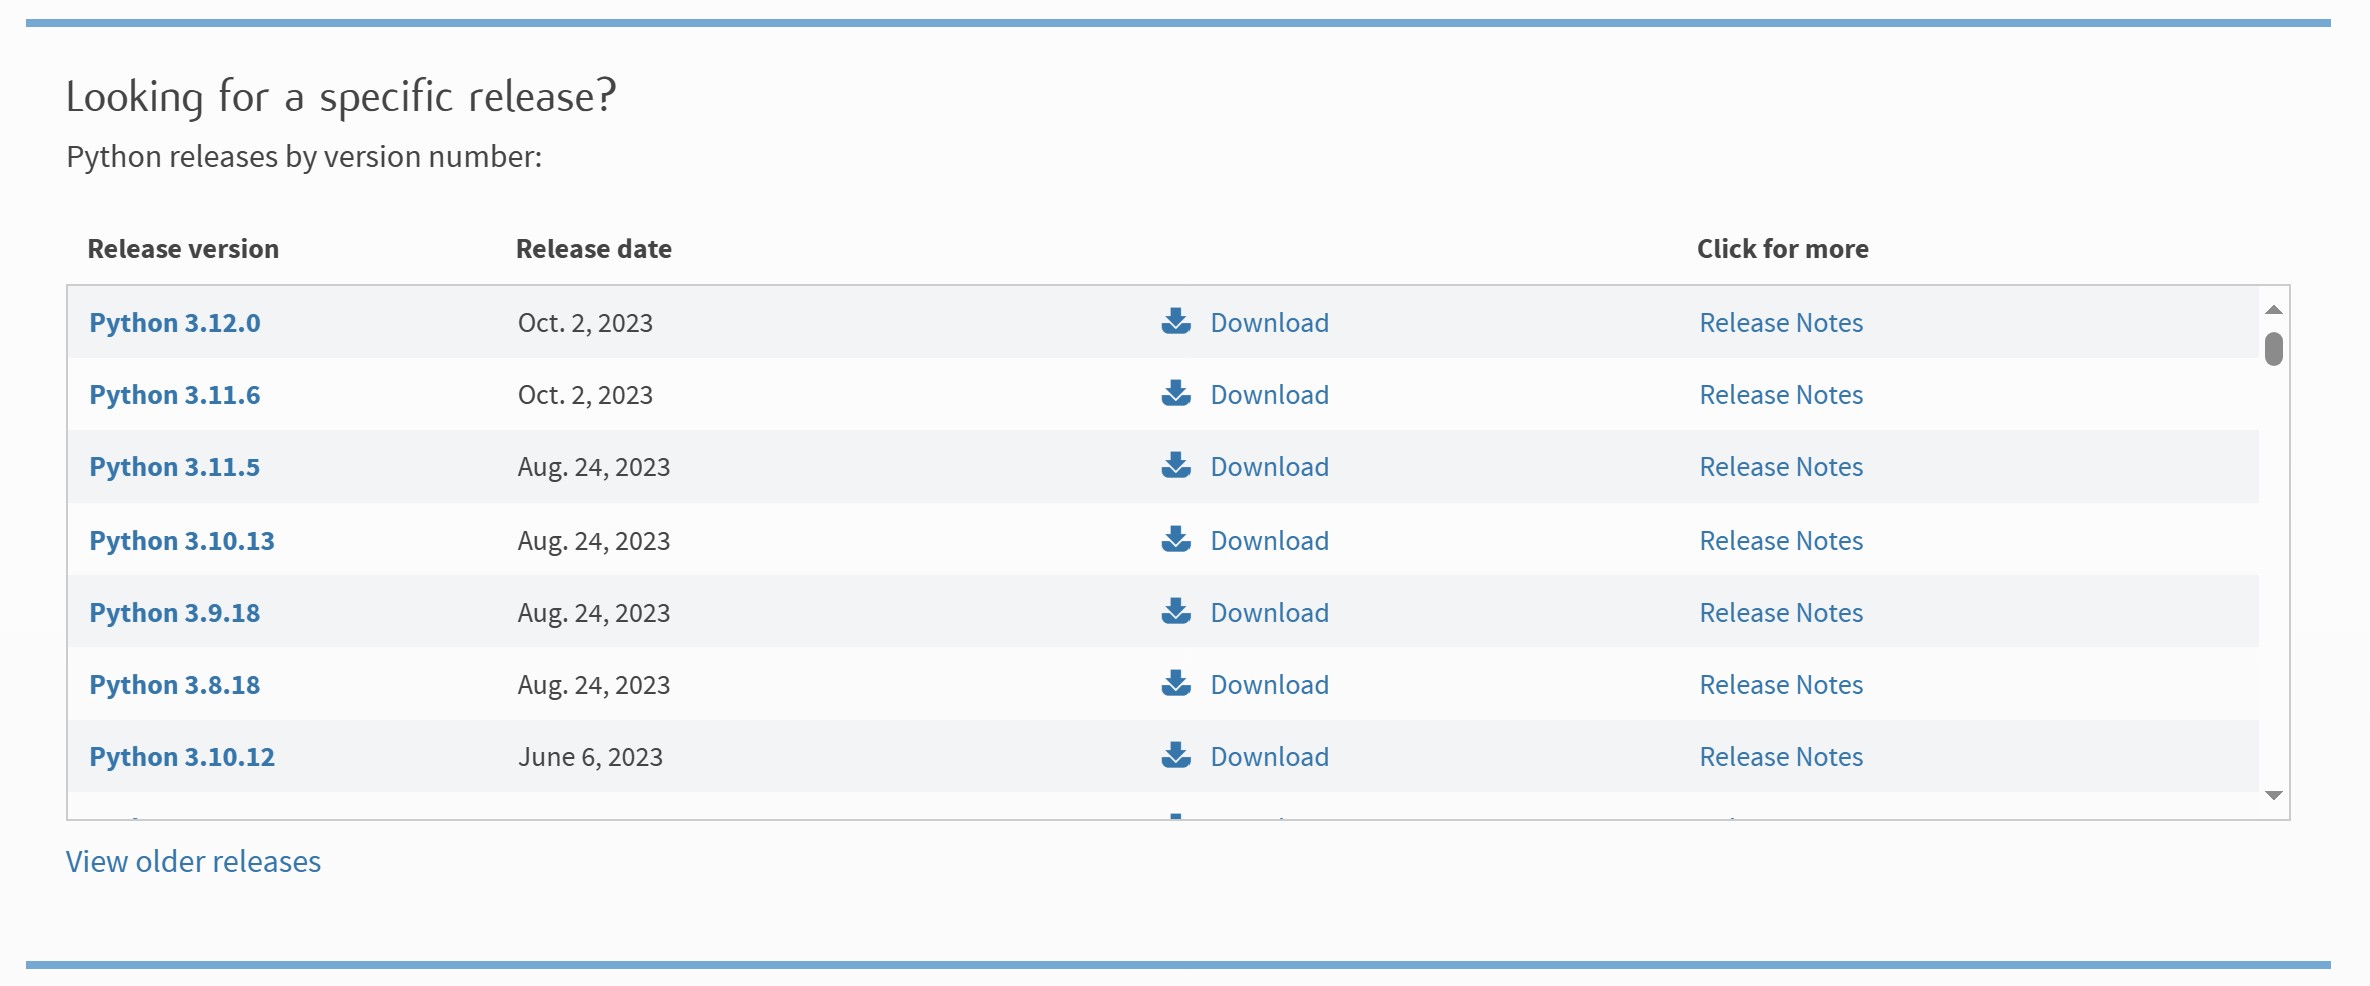 Looking for a specific release?
Python releases by version number:
Release version Release date Click for more
Python 3.12.0 Oct. 2, 2023 Download Release Notes
Python 3.11.6 Oct. 2, 2023 Download Release Notes
Python 3.11.5 Aug. 24, 2023 Download Release Notes
Python 3.10.13 Aug. 24, 2023 Download Release Notes
Python 3.9.18 Aug. 24, 2023 Download Release Notes
Python 3.8.18 Aug. 24, 2023 Download Release Notes
Python 3.10.12 June 6, 2023 Download Release Notes
View older releases